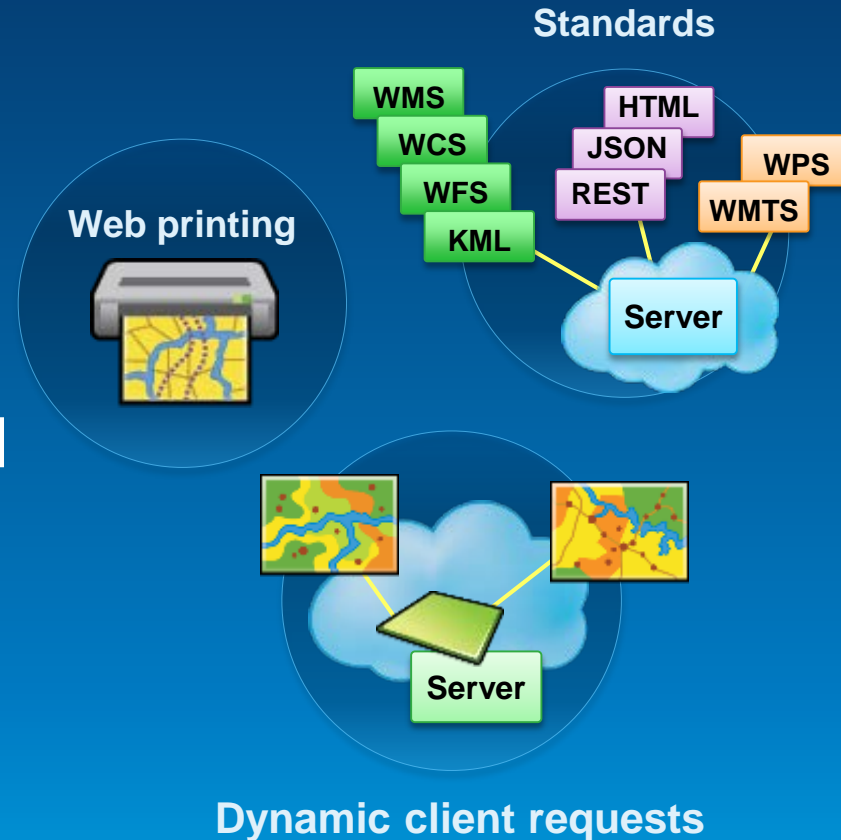 Standards
WMS
WCS
WFS
KML
HTML
JSON
REST
WPS
WMTS
Server
Web printing
Server
Dynamic client requests